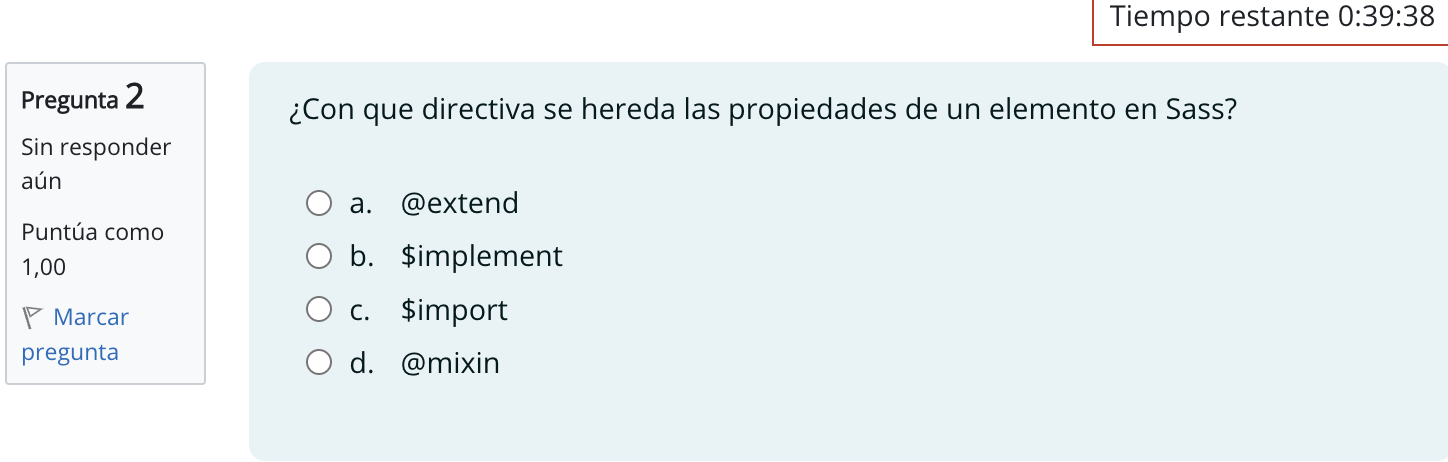 Tiempo restante 0:39:38
Pregunta 2
Sin responder
aún
Puntúa como
1,00
Marcar
pregunta
¿Con que directiva se hereda las propiedades de un elemento en Sass?
a. @extend
b. $implement
c. $import
d. @mixin